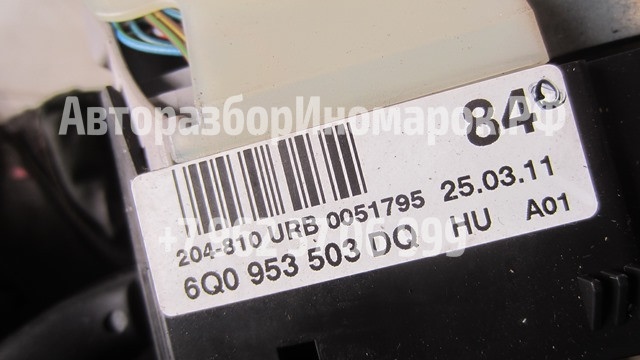 84
АвторазборИномарок.РФ
204-810 URB 0051795 25.03.11
6Q0 953 503 DQ HU A01